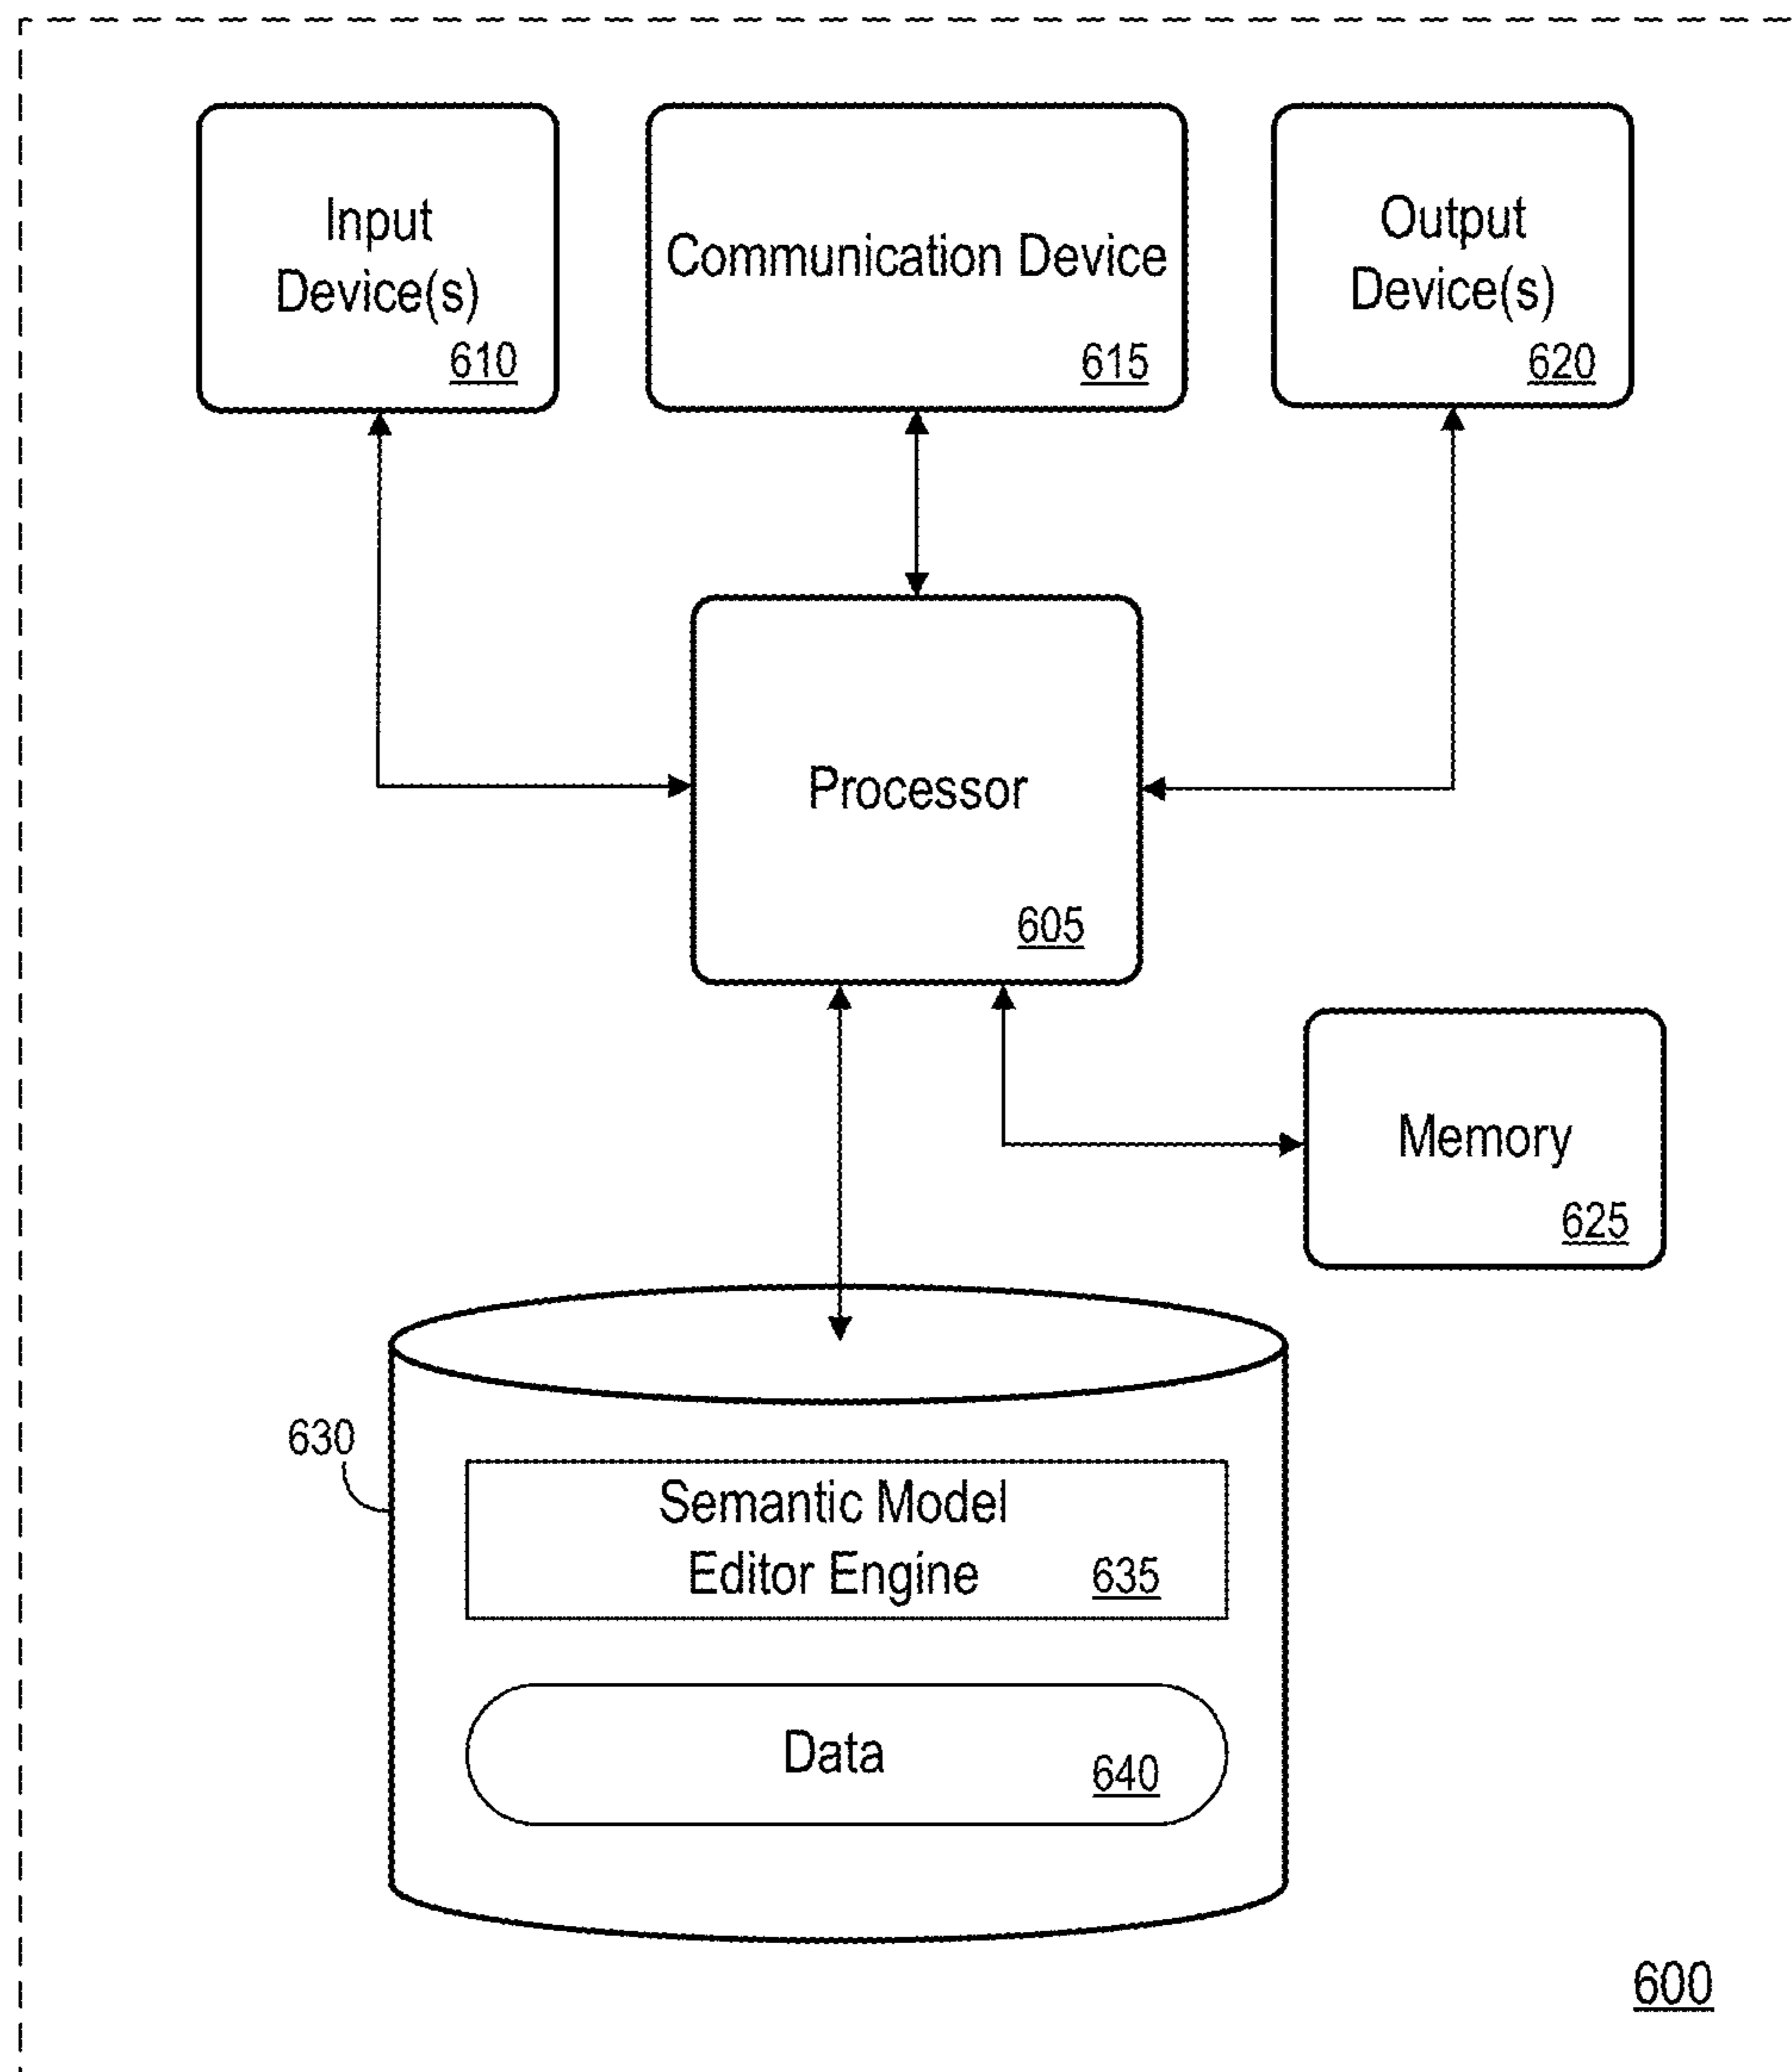 Input
Device(s)
610
Communication Device
615
Output
Device(s)
620
Processor
605
Memory
625
630
Semantic Model
Editor Engine 635
Data 640
600